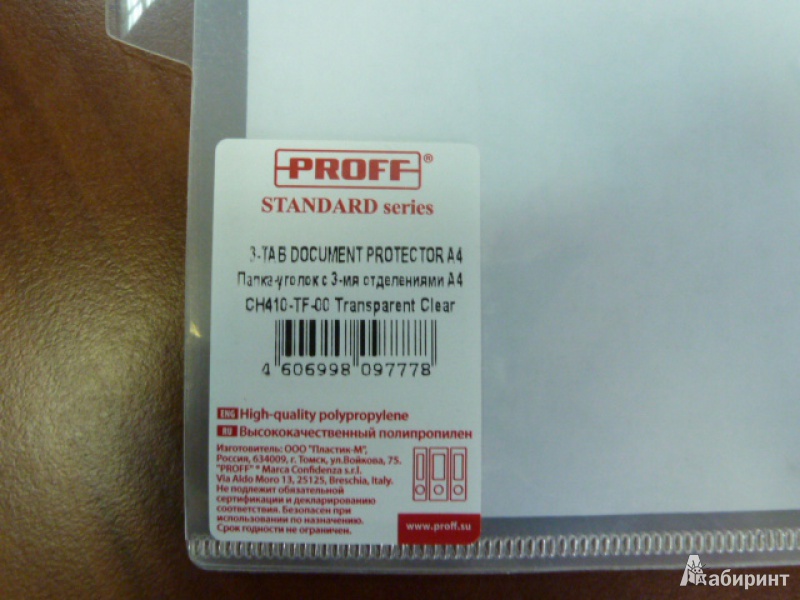 PROFF®
STANDARD series
3-TAB DOCUMENT PROTECTOR A4
Папка-уголок с 3-мя отделениями А4
CH410-TF-00 Transparent Clear
4 606998 097778
ENG High-quality polypropylene
RU Высококачественный полипропилен
Изготовитель: ООО "Пластик-М",
Россия, 634009, г. Томск, ул.Войкова, 75.
"PROFF" ® Marca Confidenza s.r.l.
Via Aldo Moro 13, 25125, Breschia, Italy.
Не подлежит обязательной
сертификации и декларированию
соответствия. Безопасен при
использовании по назначению.
Срок годности не ограничен.
www.proff.su
Лабиринт